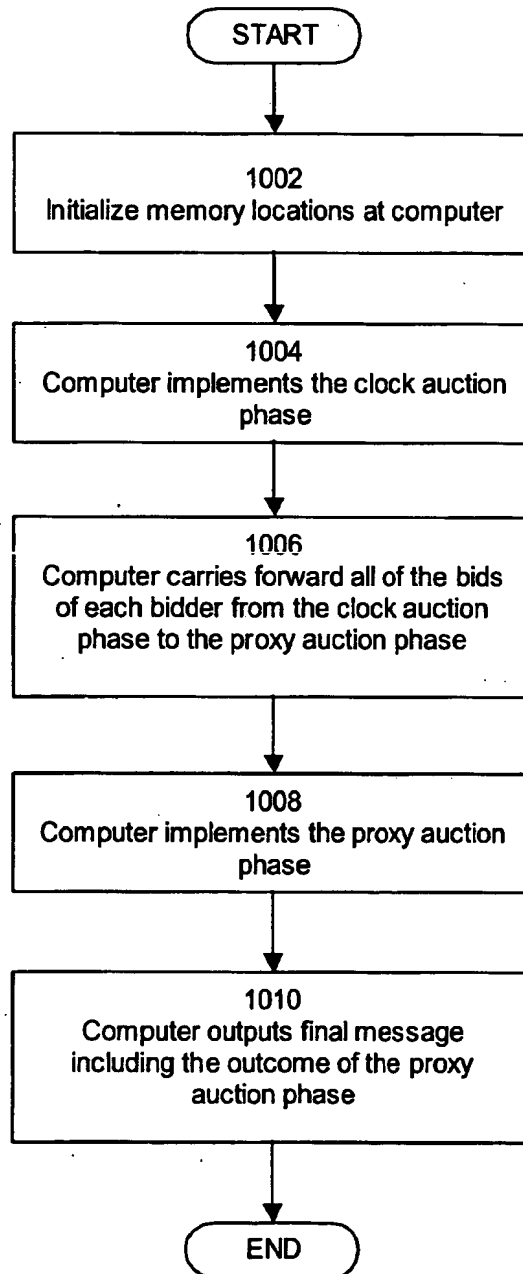 START
1002
Initialize memory locations at computer
1004
Computer implements the clock auction
phase
1006
Computer carries forward all of the bids
of each bidder from the clock auction
phase to the proxy auction phase
1008
Computer implements the proxy auction
phase
1010
Computer outputs final message
including the outcome of the proxy
auction phase
END